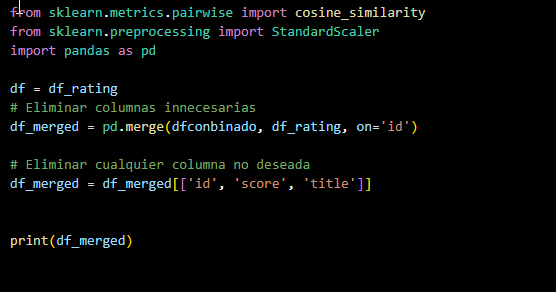 from sklearn.metrics.pairwise import cosine_similarity
from sklearn.preprocessing import StandardScaler
import pandas as pd
df = df_rating
# Eliminar columnas innecesarias
df_merged = pd.merge(dfconbinado, df_rating, on='id')
# Eliminar cualquier columna no deseada
df_merged = df_merged[['id', 'score', 'title']]
print(df_merged)